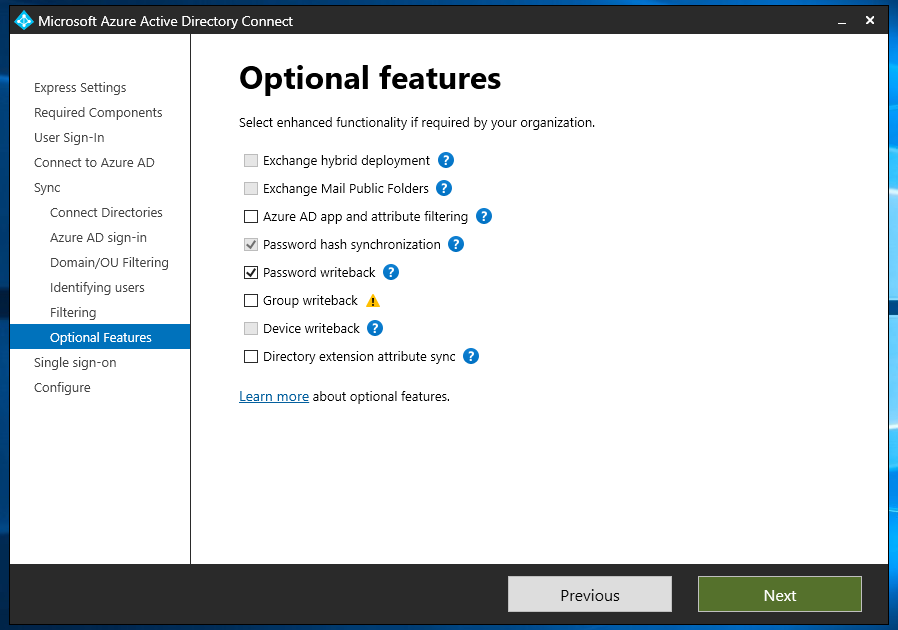 Microsoft Azure Active Directory Connect
Express Settings
Required Components
User Sign-In
Connect to Azure AD
Sync
Connect Directories
Azure AD sign-in
Domain/OU Filtering
Identifying users
Filtering
Optional Features
Single sign-on
Configure
Optional features
Select enhanced functionality if required by your organization.
Exchange hybrid deployment ?
Exchange Mail Public Folders ?
Azure AD app and attribute filtering ?
Password hash synchronization ?
Password writeback ?
Group writeback !
Device writeback ?
Directory extension attribute sync ?
Learn more about optional features.
Previous
Next